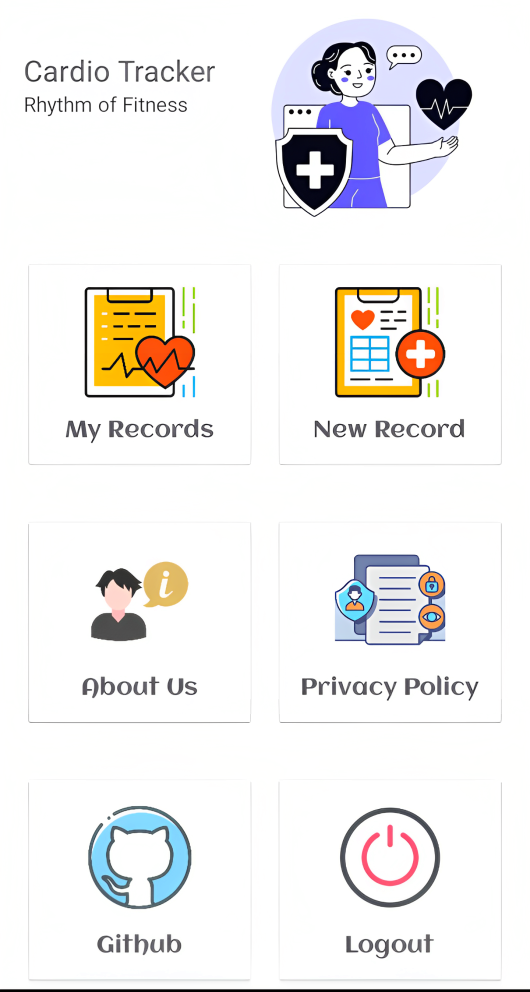 Cardio Tracker
Rhythm of Fitness
My Records
New Record
i
About Us
Privacy Policy
Github
Logout